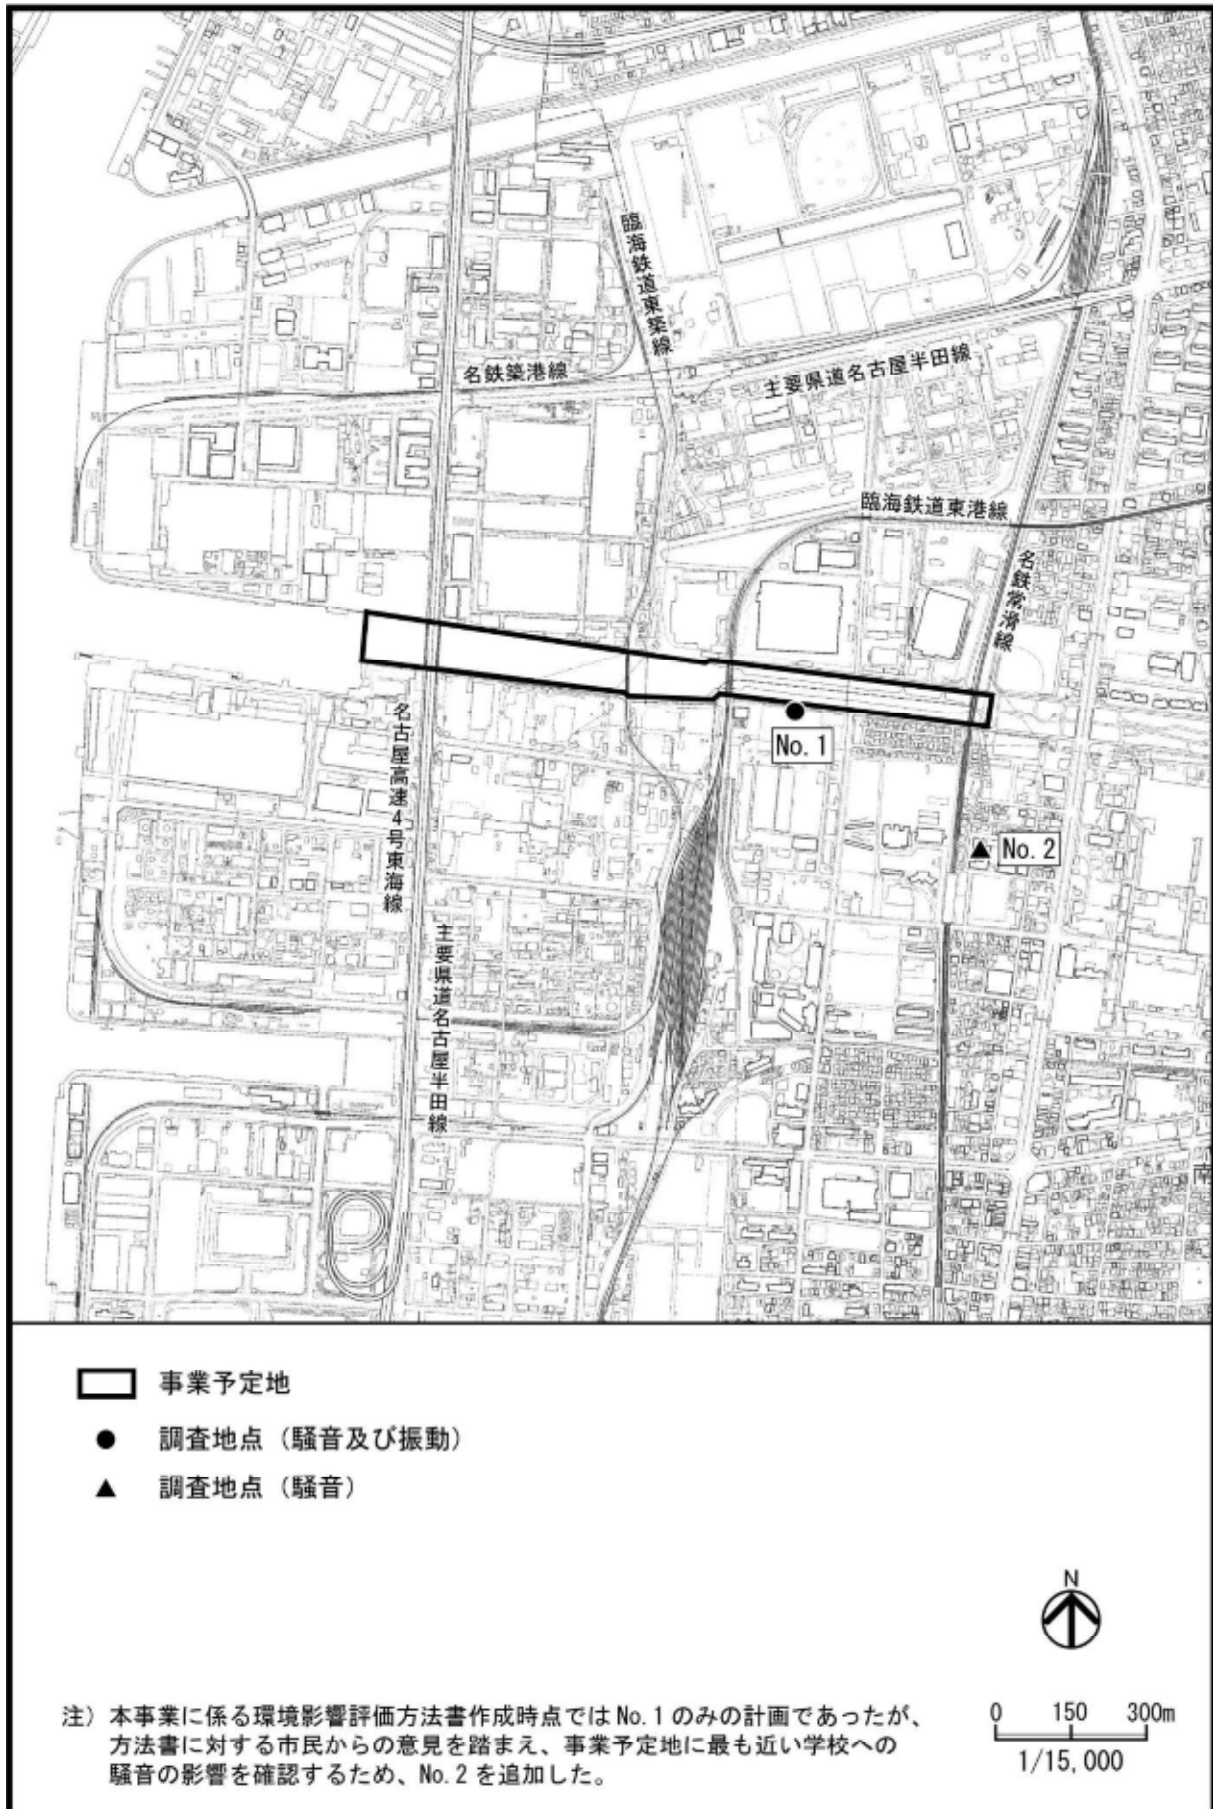 臨海鉄道東築線
名鉄築港線
主要県道名古屋半田線
臨海鉄道東港線
名鉄常滑線
No. 1
名古屋高速4号東海線
No. 2
主要県道名古屋半田線
南
事業予定地
調査地点（騒音及び振動）
調査地点（騒音）
N
注）本事業に係る環境影響評価方法書作成時点ではNo.1のみの計画であったが、
方法書に対する市民からの意見を踏まえ、事業予定地に最も近い学校への
騒音の影響を確認するため、No.2を追加した。
0 150 300m
1/15,000